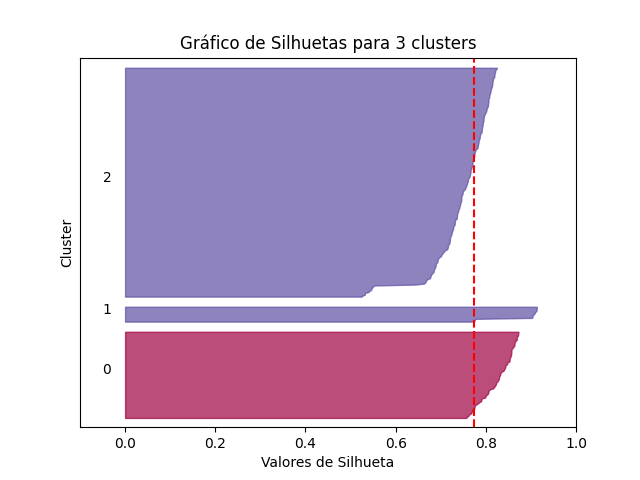 Gráfico de Silhuetas para 3 clusters
Cluster
2
1
0
0.0 0.2 0.4 0.6 0.8 1.0
Valores de Silhueta